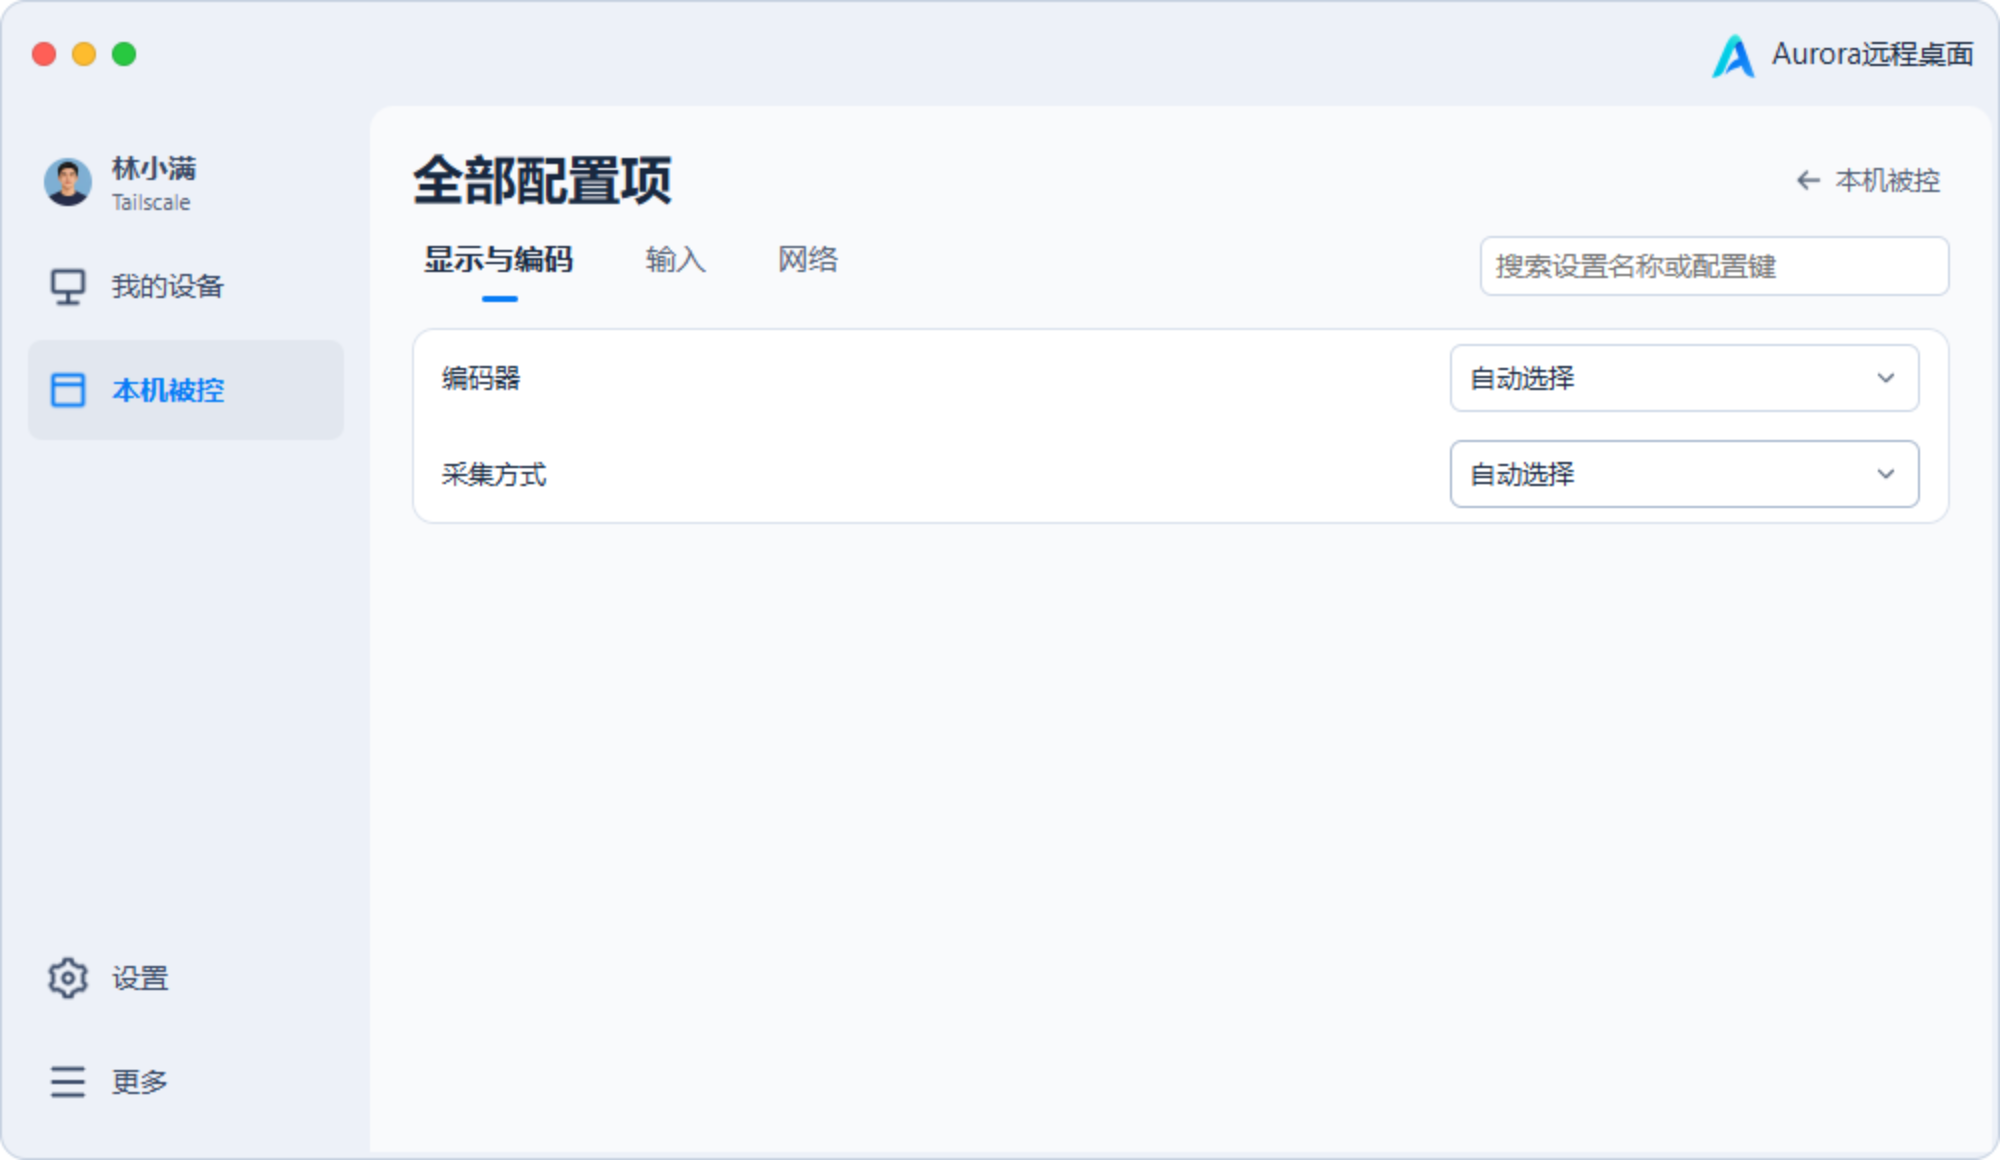 Aurora远程桌面
林小满
Tailscale
我的设备
本机被控
设置
更多
全部配置项
本机被控
显示与编码
输入
网络
搜索设置名称或配置键
编码器
自动选择
采集方式
自动选择